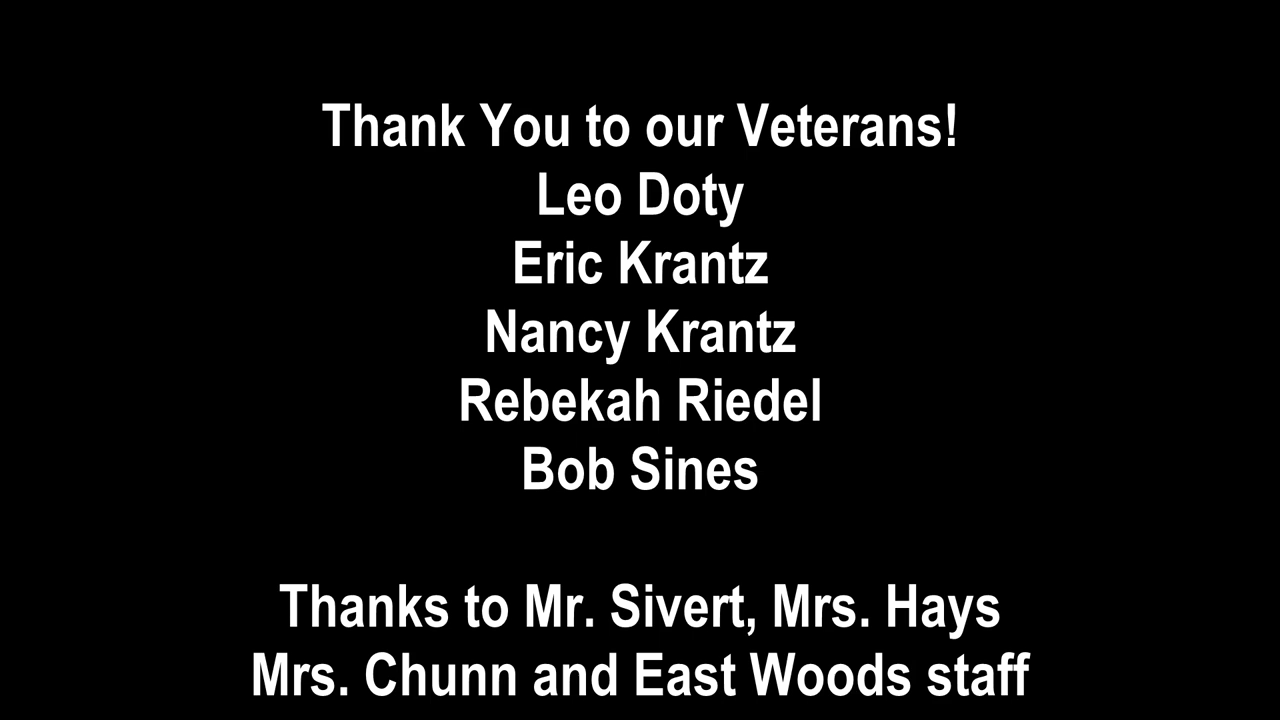 Thank You to our Veterans!
Leo Doty
Eric Krantz
Nancy Krantz
Rebekah Riedel
Bob Sines
Thanks to Mr. Sivert, Mrs. Hays
Mrs. Chunn and East Woods staff